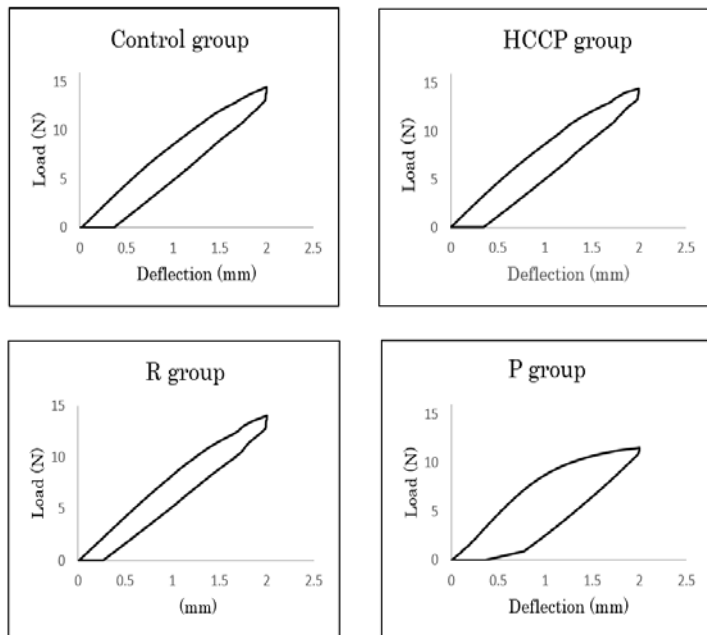 Control group
15
10
5
0
Load (N)
0 0.5 1 1.5 2 2.5
Deflection (mm)
HCCP group
15
10
5
0
Load (N)
0 0.5 1 1.5 2 2.5
Deflection (mm)
R group
15
10
5
0
Load (N)
0 0.5 1 1.5 2 2.5
(mm)
P group
15
10
5
0
Load (N)
0 0.5 1 1.5 2 2.5
Deflection (mm)